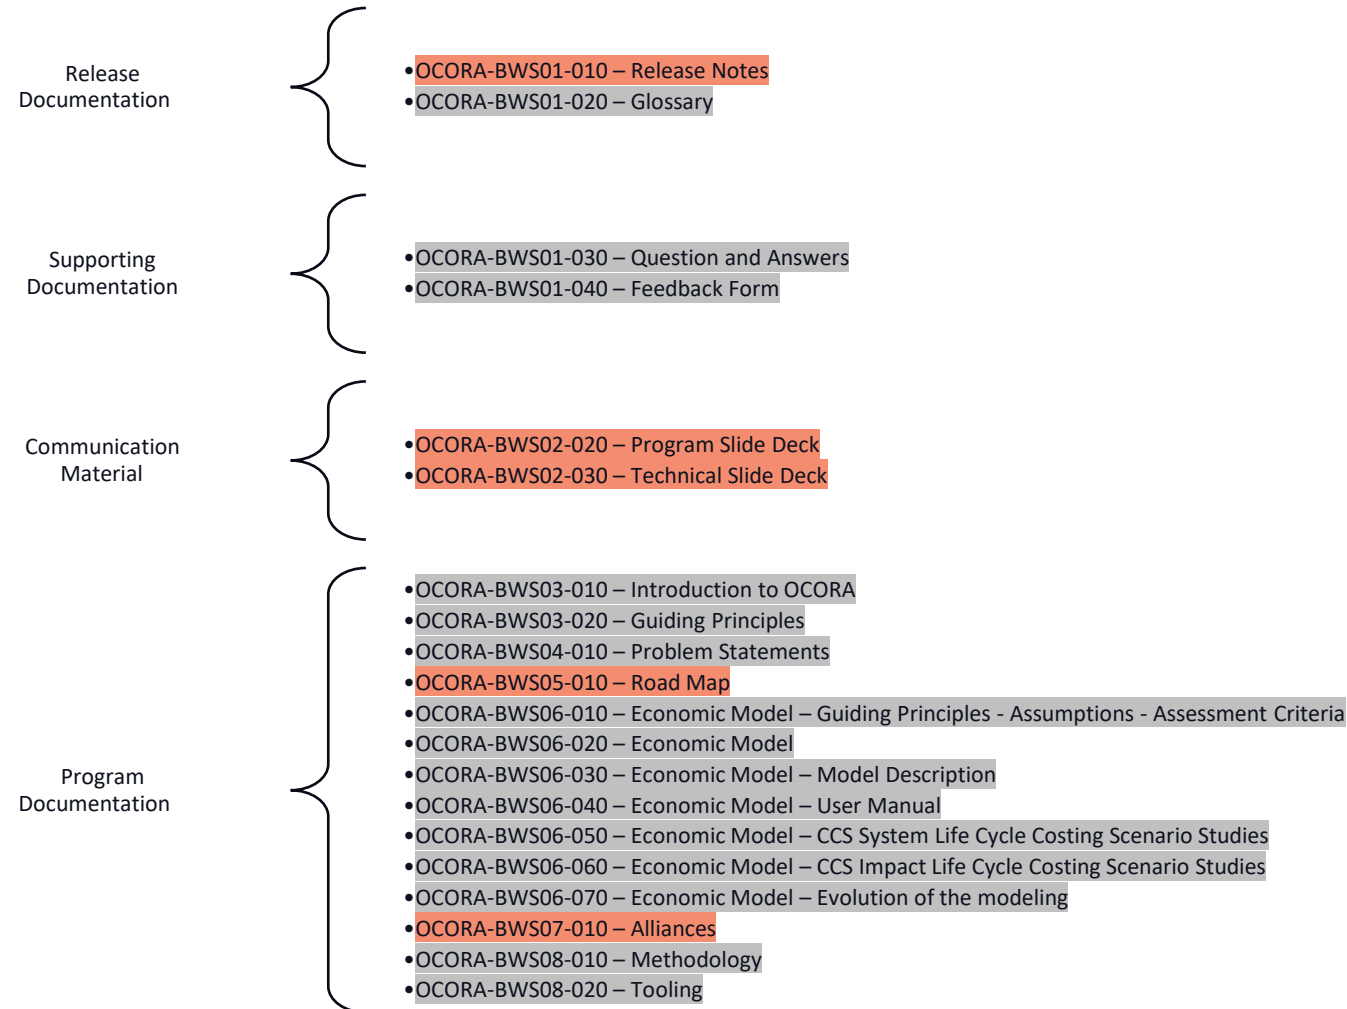 Release
Documentation
•OCORA-BWS01-010 – Release Notes
•OCORA-BWS01-020 – Glossary
Supporting
Documentation
•OCORA-BWS01-030 – Question and Answers
•OCORA-BWS01-040 – Feedback Form
Communication
Material
•OCORA-BWS02-020 – Program Slide Deck
•OCORA-BWS02-030 – Technical Slide Deck
Program
Documentation
•OCORA-BWS03-010 – Introduction to OCORA
•OCORA-BWS03-020 – Guiding Principles
•OCORA-BWS04-010 – Problem Statements
•OCORA-BWS05-010 – Road Map
•OCORA-BWS06-010 – Economic Model – Guiding Principles - Assumptions - Assessment Criteria
•OCORA-BWS06-020 – Economic Model
•OCORA-BWS06-030 – Economic Model – Model Description
•OCORA-BWS06-040 – Economic Model – User Manual
•OCORA-BWS06-050 – Economic Model – CCS System Life Cycle Costing Scenario Studies
•OCORA-BWS06-060 – Economic Model – CCS Impact Life Cycle Costing Scenario Studies
•OCORA-BWS06-070 – Economic Model – Evolution of the modeling
•OCORA-BWS07-010 – Alliances
•OCORA-BWS08-010 – Methodology
•OCORA-BWS08-020 – Tooling